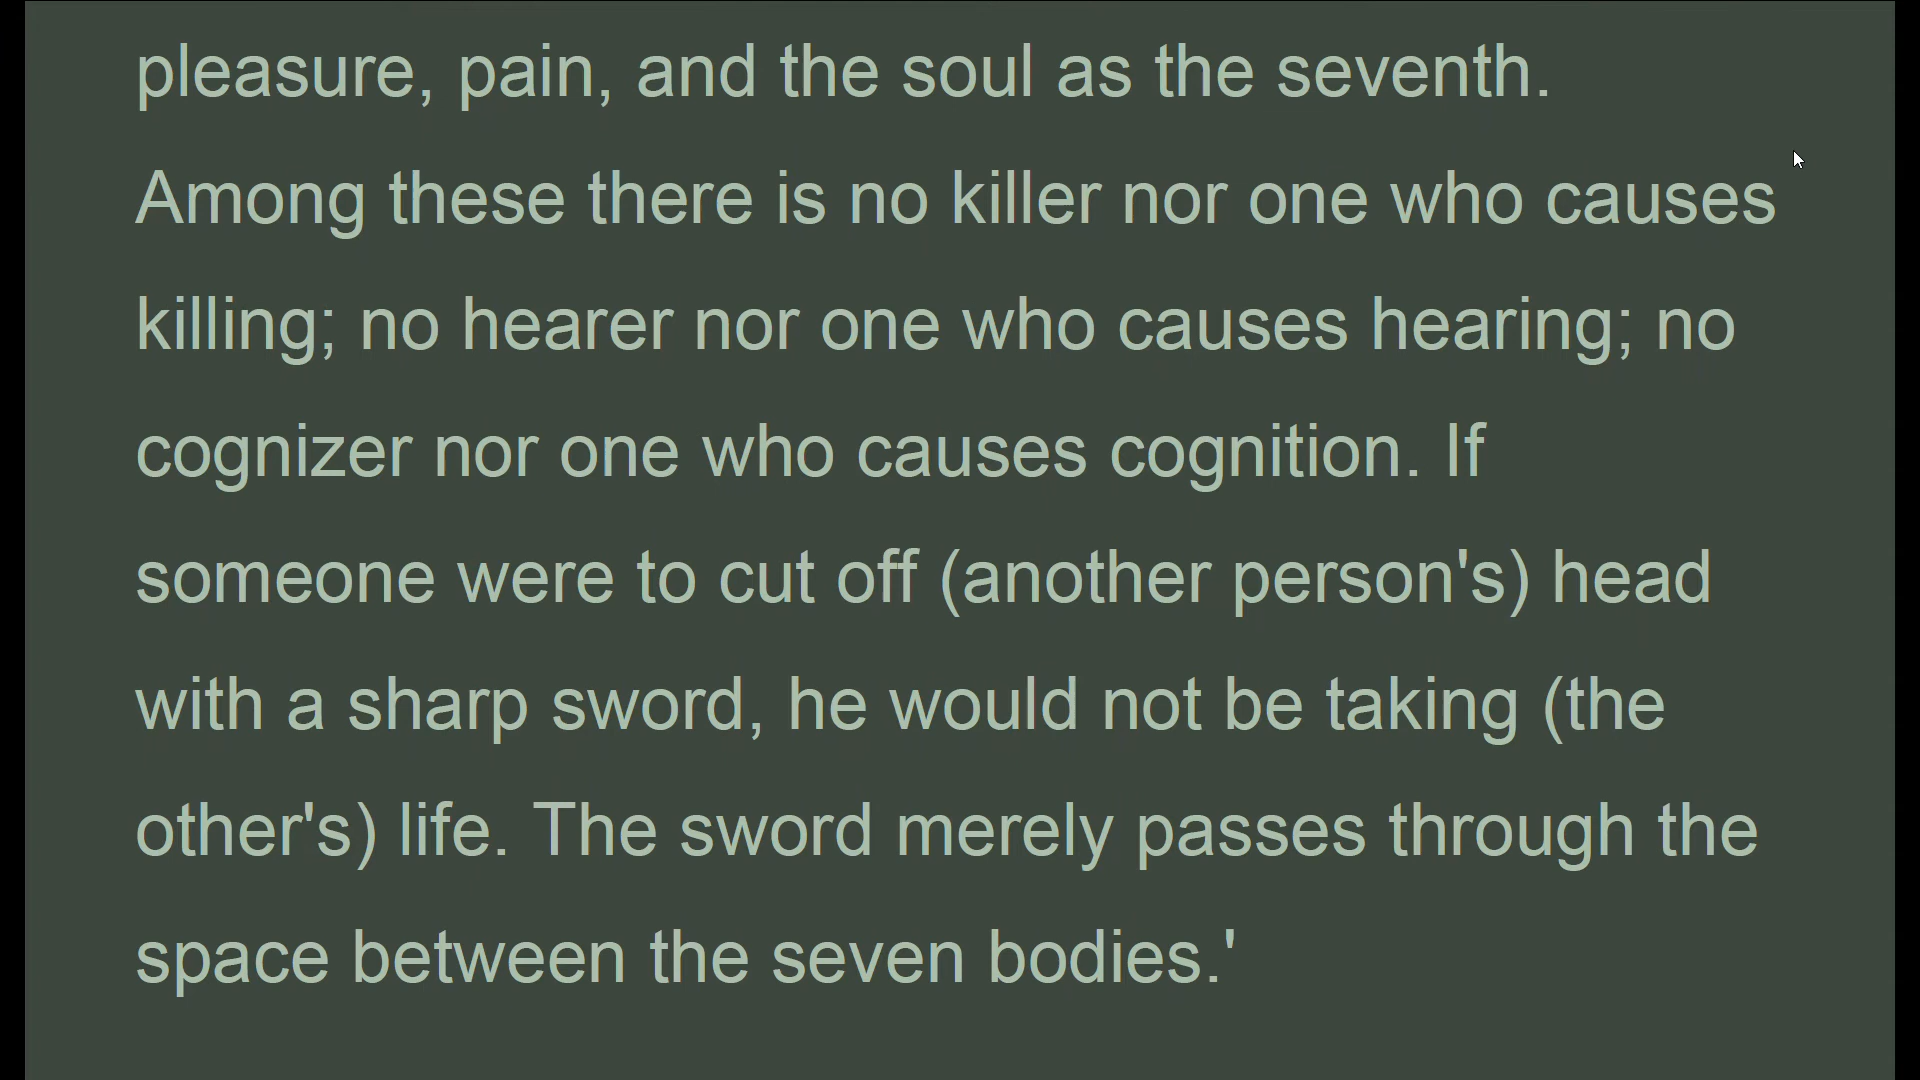 pleasure, pain, and the soul as the seventh.
Among these there is no killer nor one who causes
killing; no hearer nor one who causes hearing; no
cognizer nor one who causes cognition. If
someone were to cut off (another person's) head
with a sharp sword, he would not be taking (the
other's) life. The sword merely passes through the
space between the seven bodies.'